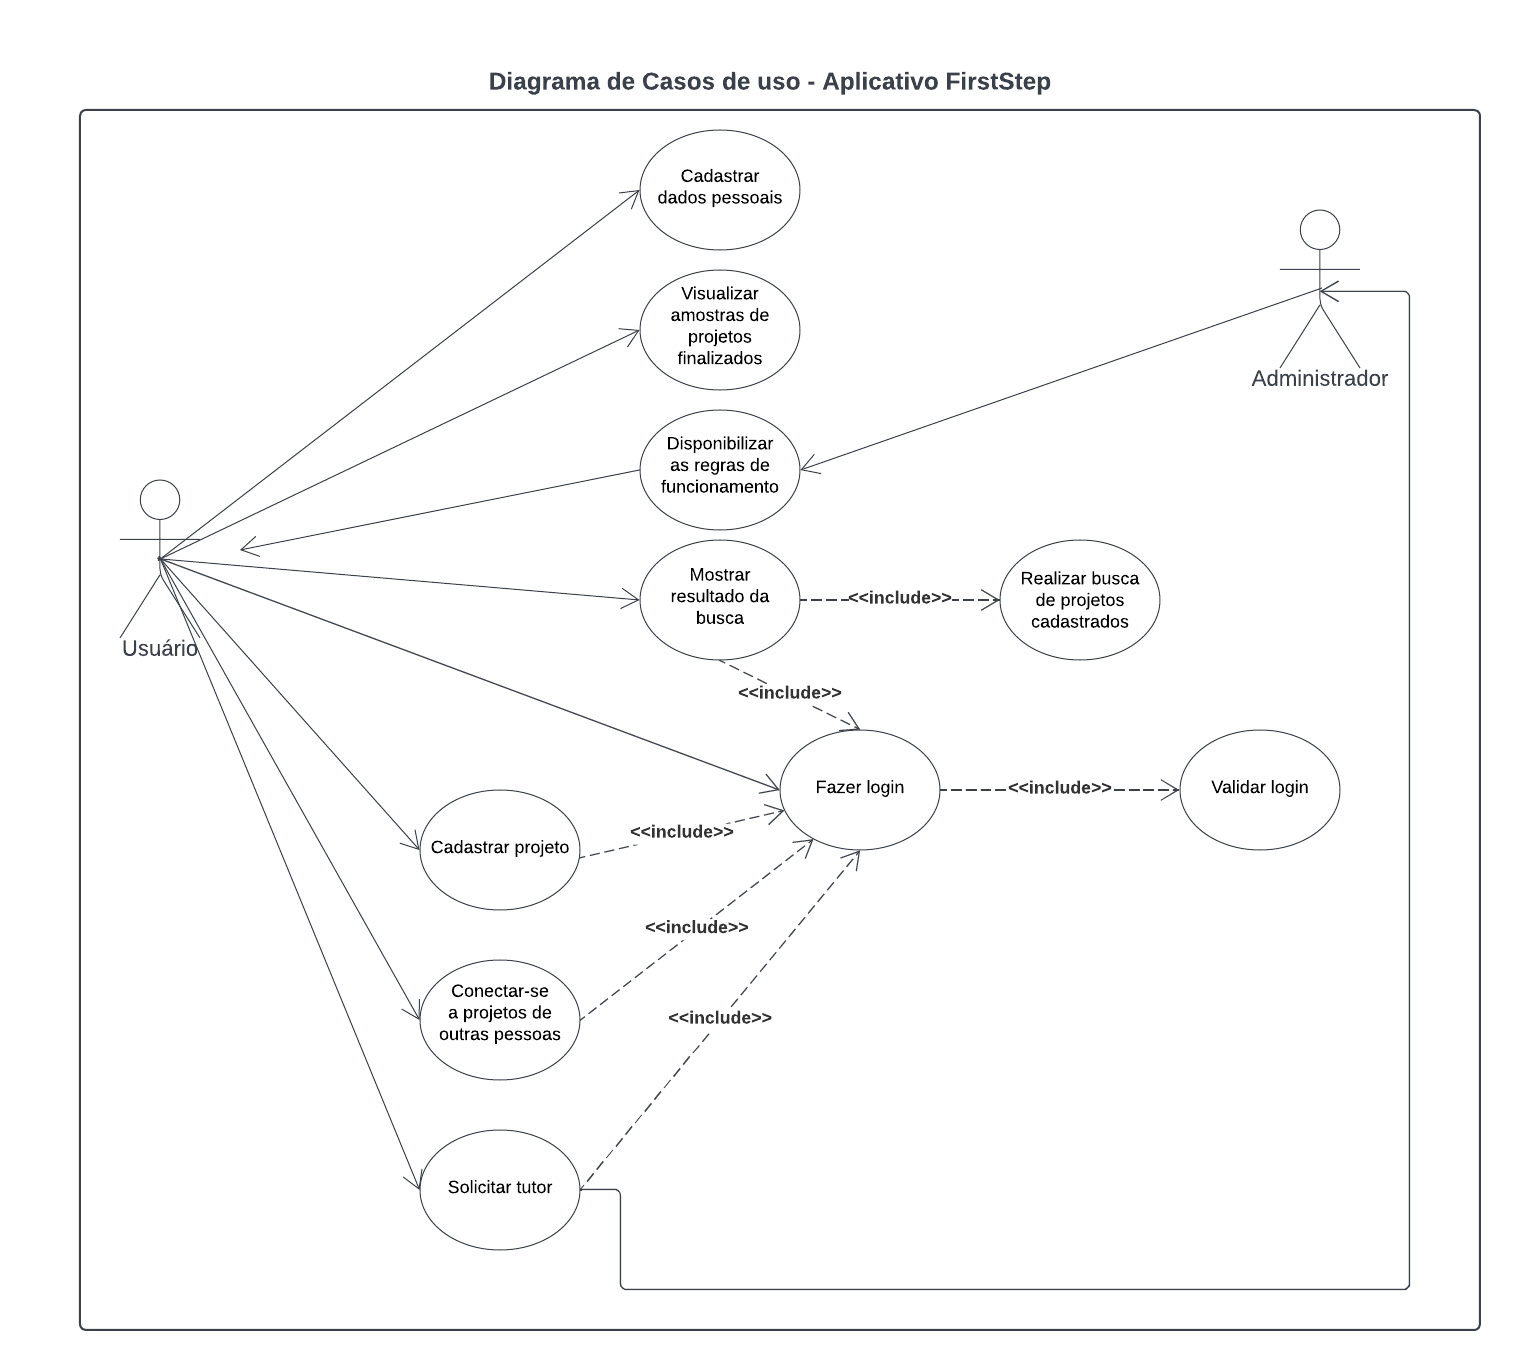 Diagrama de Casos de uso - Aplicativo FirstStep
Cadastrar
dados pessoais
Visualizar
amostras de
projetos
finalizados
Administrador
Disponibilizar
as regras de
funcionamento
Usuário
Mostrar
resultado da
busca
<<include>>
Realizar busca
de projetos
cadastrados
<<include>>
Fazer login
<<include>>
Validar login
Cadastrar projeto
<<include>>
<<include>>
Conectar-se
a projetos de
outras pessoas
<<include>>
Solicitar tutor